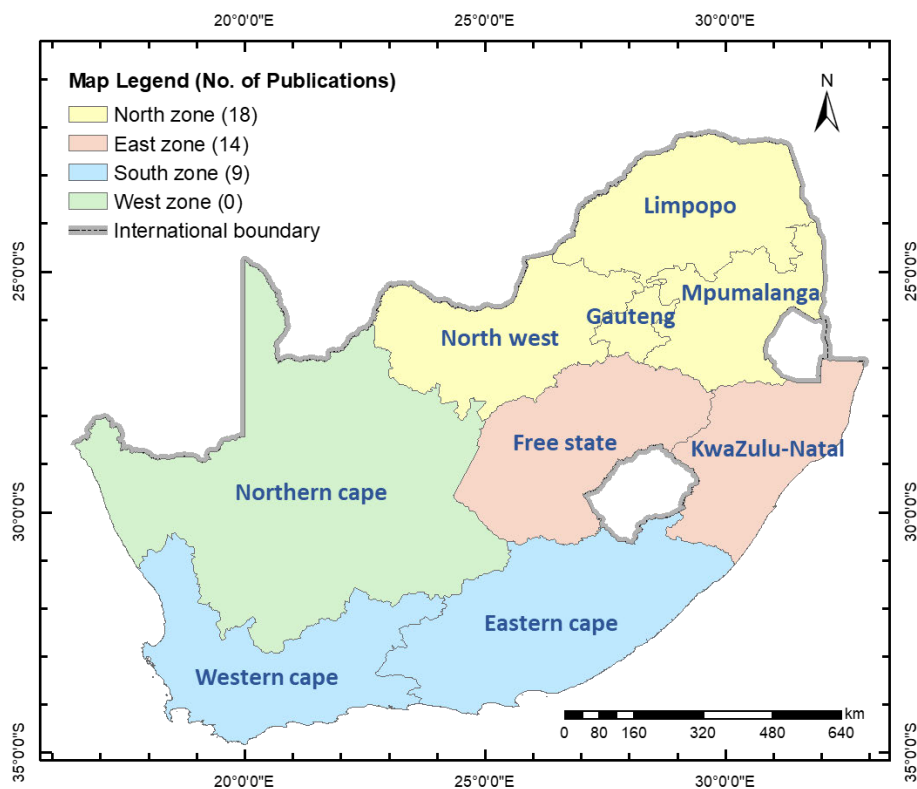 20°0'0"E 25°0'0"E 30°0'0"E
Map Legend (No. of Publications)
North zone (18)
East zone (14)
South zone (9)
West zone (0)
International boundary
N
Limpopo
25°0'0"S 25°0'0"S
Mpumalanga
Gauteng
North west
Free state
KwaZulu-Natal
Northern cape
30°0'0"S 30°0'0"S
Eastern cape
Western cape
km
0 80 160 320 480 640
35°0'0"S 35°0'0"S
20°0'0"E 25°0'0"E 30°0'0"E